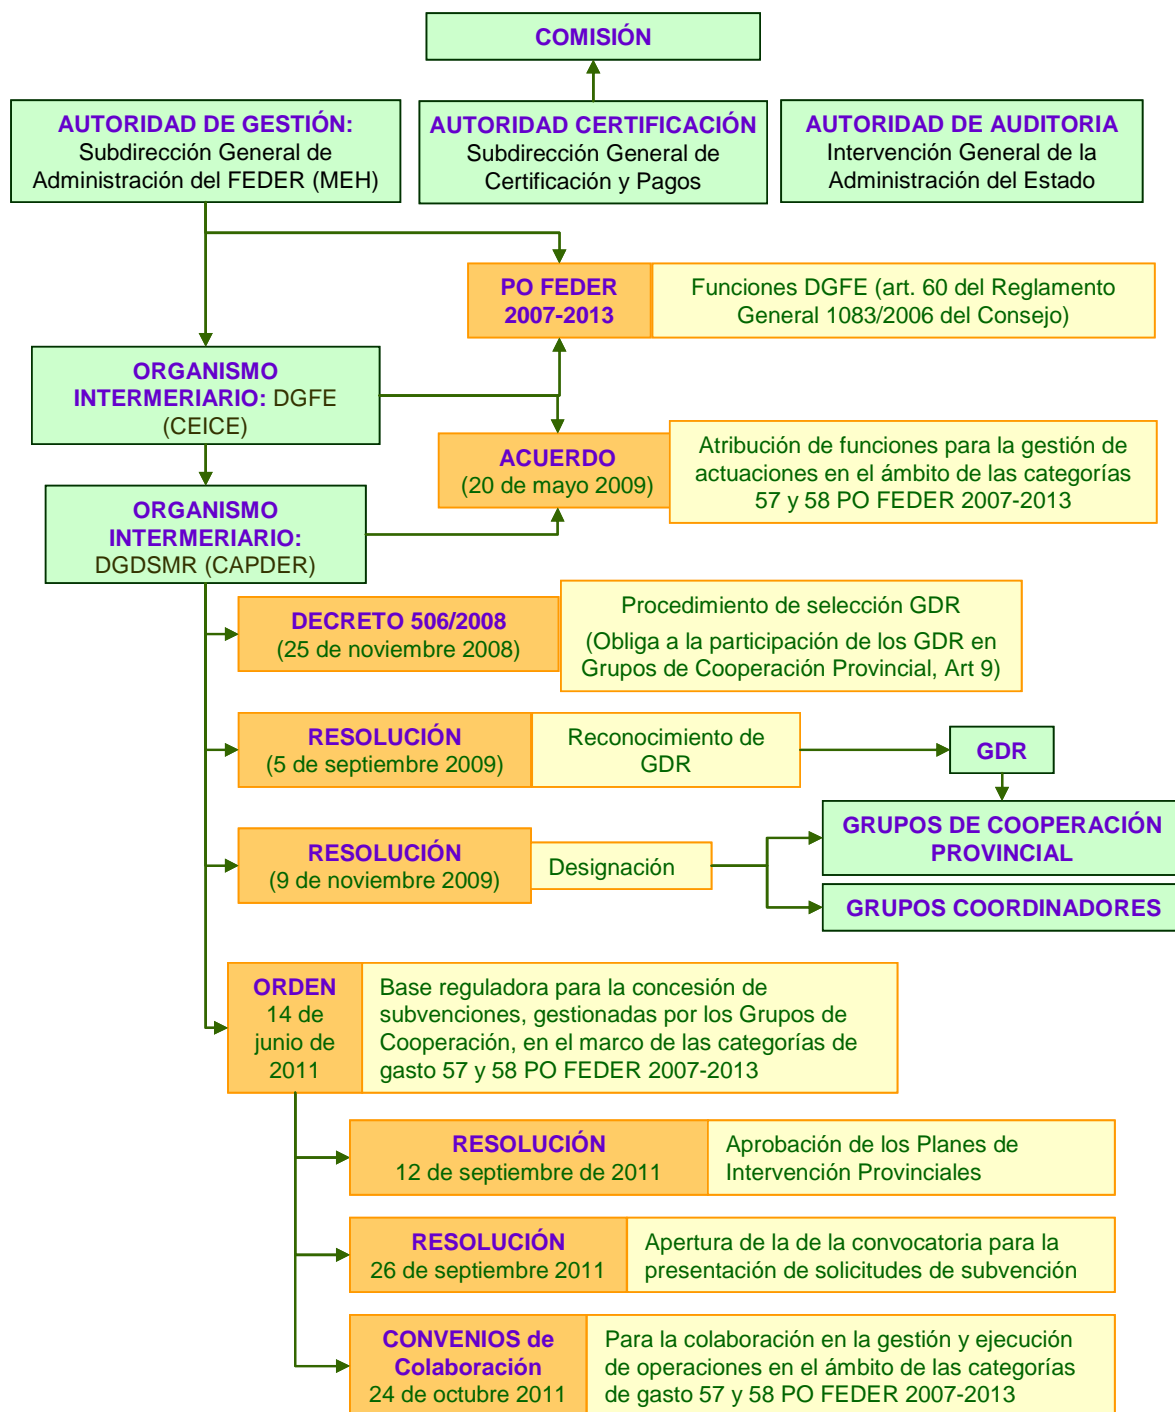 COMISIÓN
AUTORIDAD DE GESTIÓN:
Subdirección General de
Administración del FEDER (MEH)
AUTORIDAD CERTIFICACIÓN
Subdirección General de
Certificación y Pagos
AUTORIDAD DE AUDITORIA
Intervención General de la
Administración del Estado
PO FEDER
2007-2013
Funciones DGFE (art. 60 del Reglamento
General 1083/2006 del Consejo)
ORGANISMO
INTERMERIARIO: DGFE
(CEICE)
ACUERDO
(20 de mayo 2009)
Atribución de funciones para la gestión de
actuaciones en el ámbito de las categorías
57 y 58 PO FEDER 2007-2013
ORGANISMO
INTERMERIARIO:
DGDSMR (CAPDER)
DECRETO 506/2008
(25 de noviembre 2008)
Procedimiento de selección GDR
(Obliga a la participación de los GDR en
Grupos de Cooperación Provincial, Art 9)
RESOLUCIÓN
(5 de septiembre 2009)
Reconocimiento de
GDR
GDR
GRUPOS DE COOPERACIÓN
PROVINCIAL
RESOLUCIÓN
(9 de noviembre 2009)
Designación
GRUPOS COORDINADORES
ORDEN
14 de
junio de
2011
Base reguladora para la concesión de
subvenciones, gestionadas por los Grupos de
Cooperación, en el marco de las categorías de
gasto 57 y 58 PO FEDER 2007-2013
RESOLUCIÓN
12 de septiembre de 2011
Aprobación de los Planes de
Intervención Provinciales
RESOLUCIÓN
26 de septiembre 2011
Apertura de la de la convocatoria para la
presentación de solicitudes de subvención
CONVENIOS de
Colaboración
24 de octubre 2011
Para la colaboración en la gestión y ejecución
de operaciones en el ámbito de las categorías
de gasto 57 y 58 PO FEDER 2007-2013